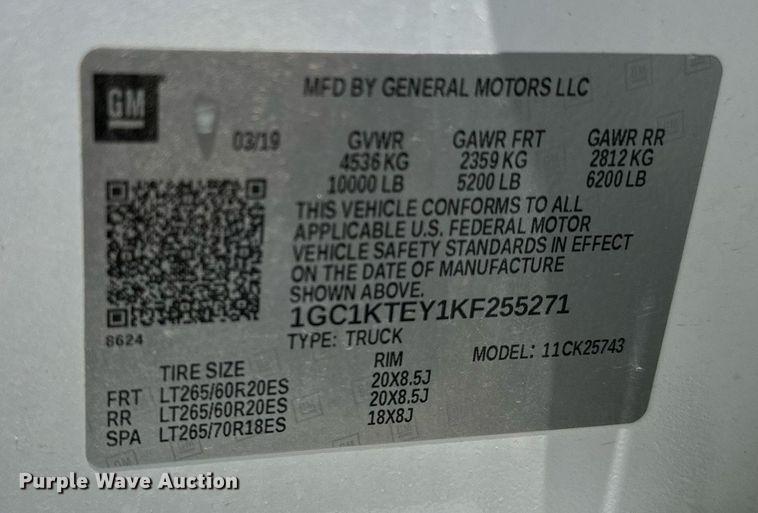 GM
MFD BY GENERAL MOTORS LLC
03/19 GVWR GAWR FRT GAWR RR
4536 KG 2359 KG 2812 KG
10000 LB 5200 LB 6200 LB
THIS VEHICLE CONFORMS TO ALL
APPLICABLE U.S. FEDERAL MOTOR
VEHICLE SAFETY STANDARDS IN EFFECT
ON THE DATE OF MANUFACTURE
SHOWN ABOVE.
1GC1KTEY1KF255271
8624
TYPE: TRUCK MODEL: 11CK25743
TIRE SIZE RIM
FRT LT265/60R20ES 20X8.5J
RR LT265/60R20ES 20X8.5J
SPA LT265/70R18ES 18X8J
Purple Wave Auction